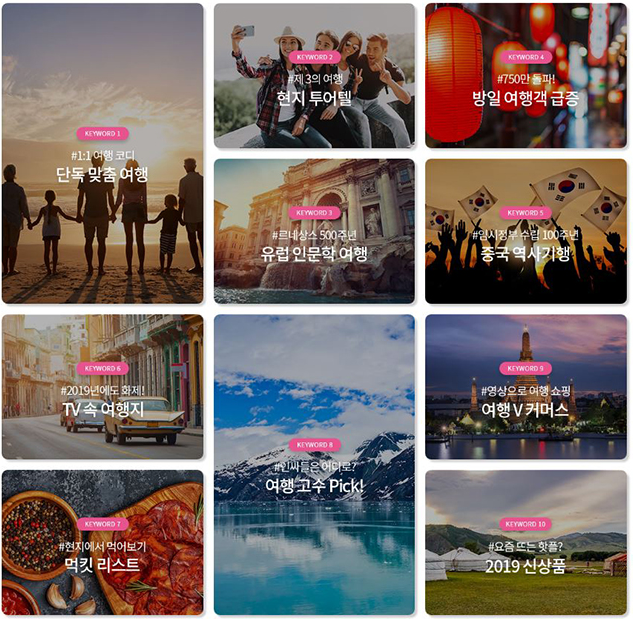 KEYWORD 1
#1:1 여행 코디
단독 맞춤 여행
KEYWORD 2
#제 3의 여행
현지 투어텔
KEYWORD 3
#르네상스 500주년
유럽 인문학 여행
KEYWORD 4
#750만 돌파!
방일 여행객 급증
KEYWORD 5
#임시정부 수립 100주년
중국 역사기행
KEYWORD 6
#2019년에도 화제!
TV 속 여행지
KEYWORD 7
#현지에서 먹어보기
먹킷 리스트
KEYWORD 8
#인싸들은 어디로?
여행 고수 Pick!
KEYWORD 9
#영상으로 여행 쇼핑
여행 V 커머스
KEYWORD 10
#요즘 뜨는 핫플?
2019 신상품